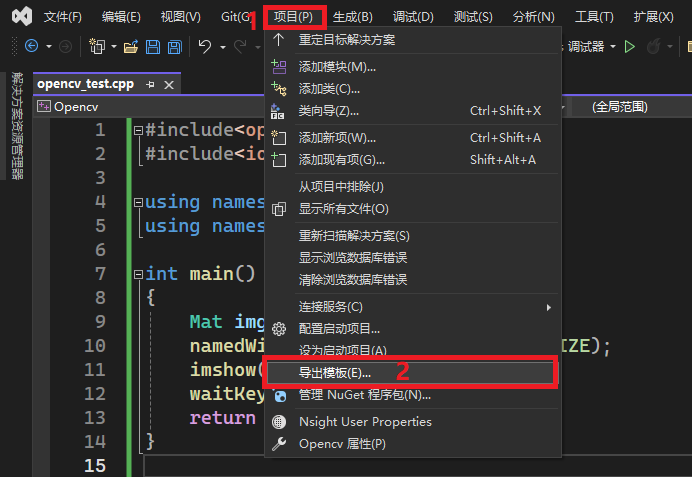 文件(F) 编辑(E) 视图(V) Git(G 1 项目(P) 生成(B) 调试(D) 测试(S) 分析(N) 工具(T) 扩展(X)
调试器
解决方案资源管理器
opencv_test.cpp
Opencv
(全局范围)
重定目标解决方案
添加模块(M)...
添加类(C)...
类向导(Z)... Ctrl+Shift+X
添加新项(W)... Ctrl+Shift+A
添加现有项(G)... Shift+Alt+A
从项目中排除(J)
显示所有文件(O)
重新扫描解决方案(S)
显示浏览数据库错误
清除浏览数据库错误
连接服务(C)
配置启动项目...
设为启动项目(A)
导出模板(E)... 2
管理 NuGet 程序包(N)...
Nsight User Properties
Opencv 属性(P)
1 #include<op
2 #include<io
3
4 using names
5 using names
6
7 int main()
8 {
9 Mat img
10 namedWi IZE);
11 imshow(
12 waitKey
13 return
14 }
15